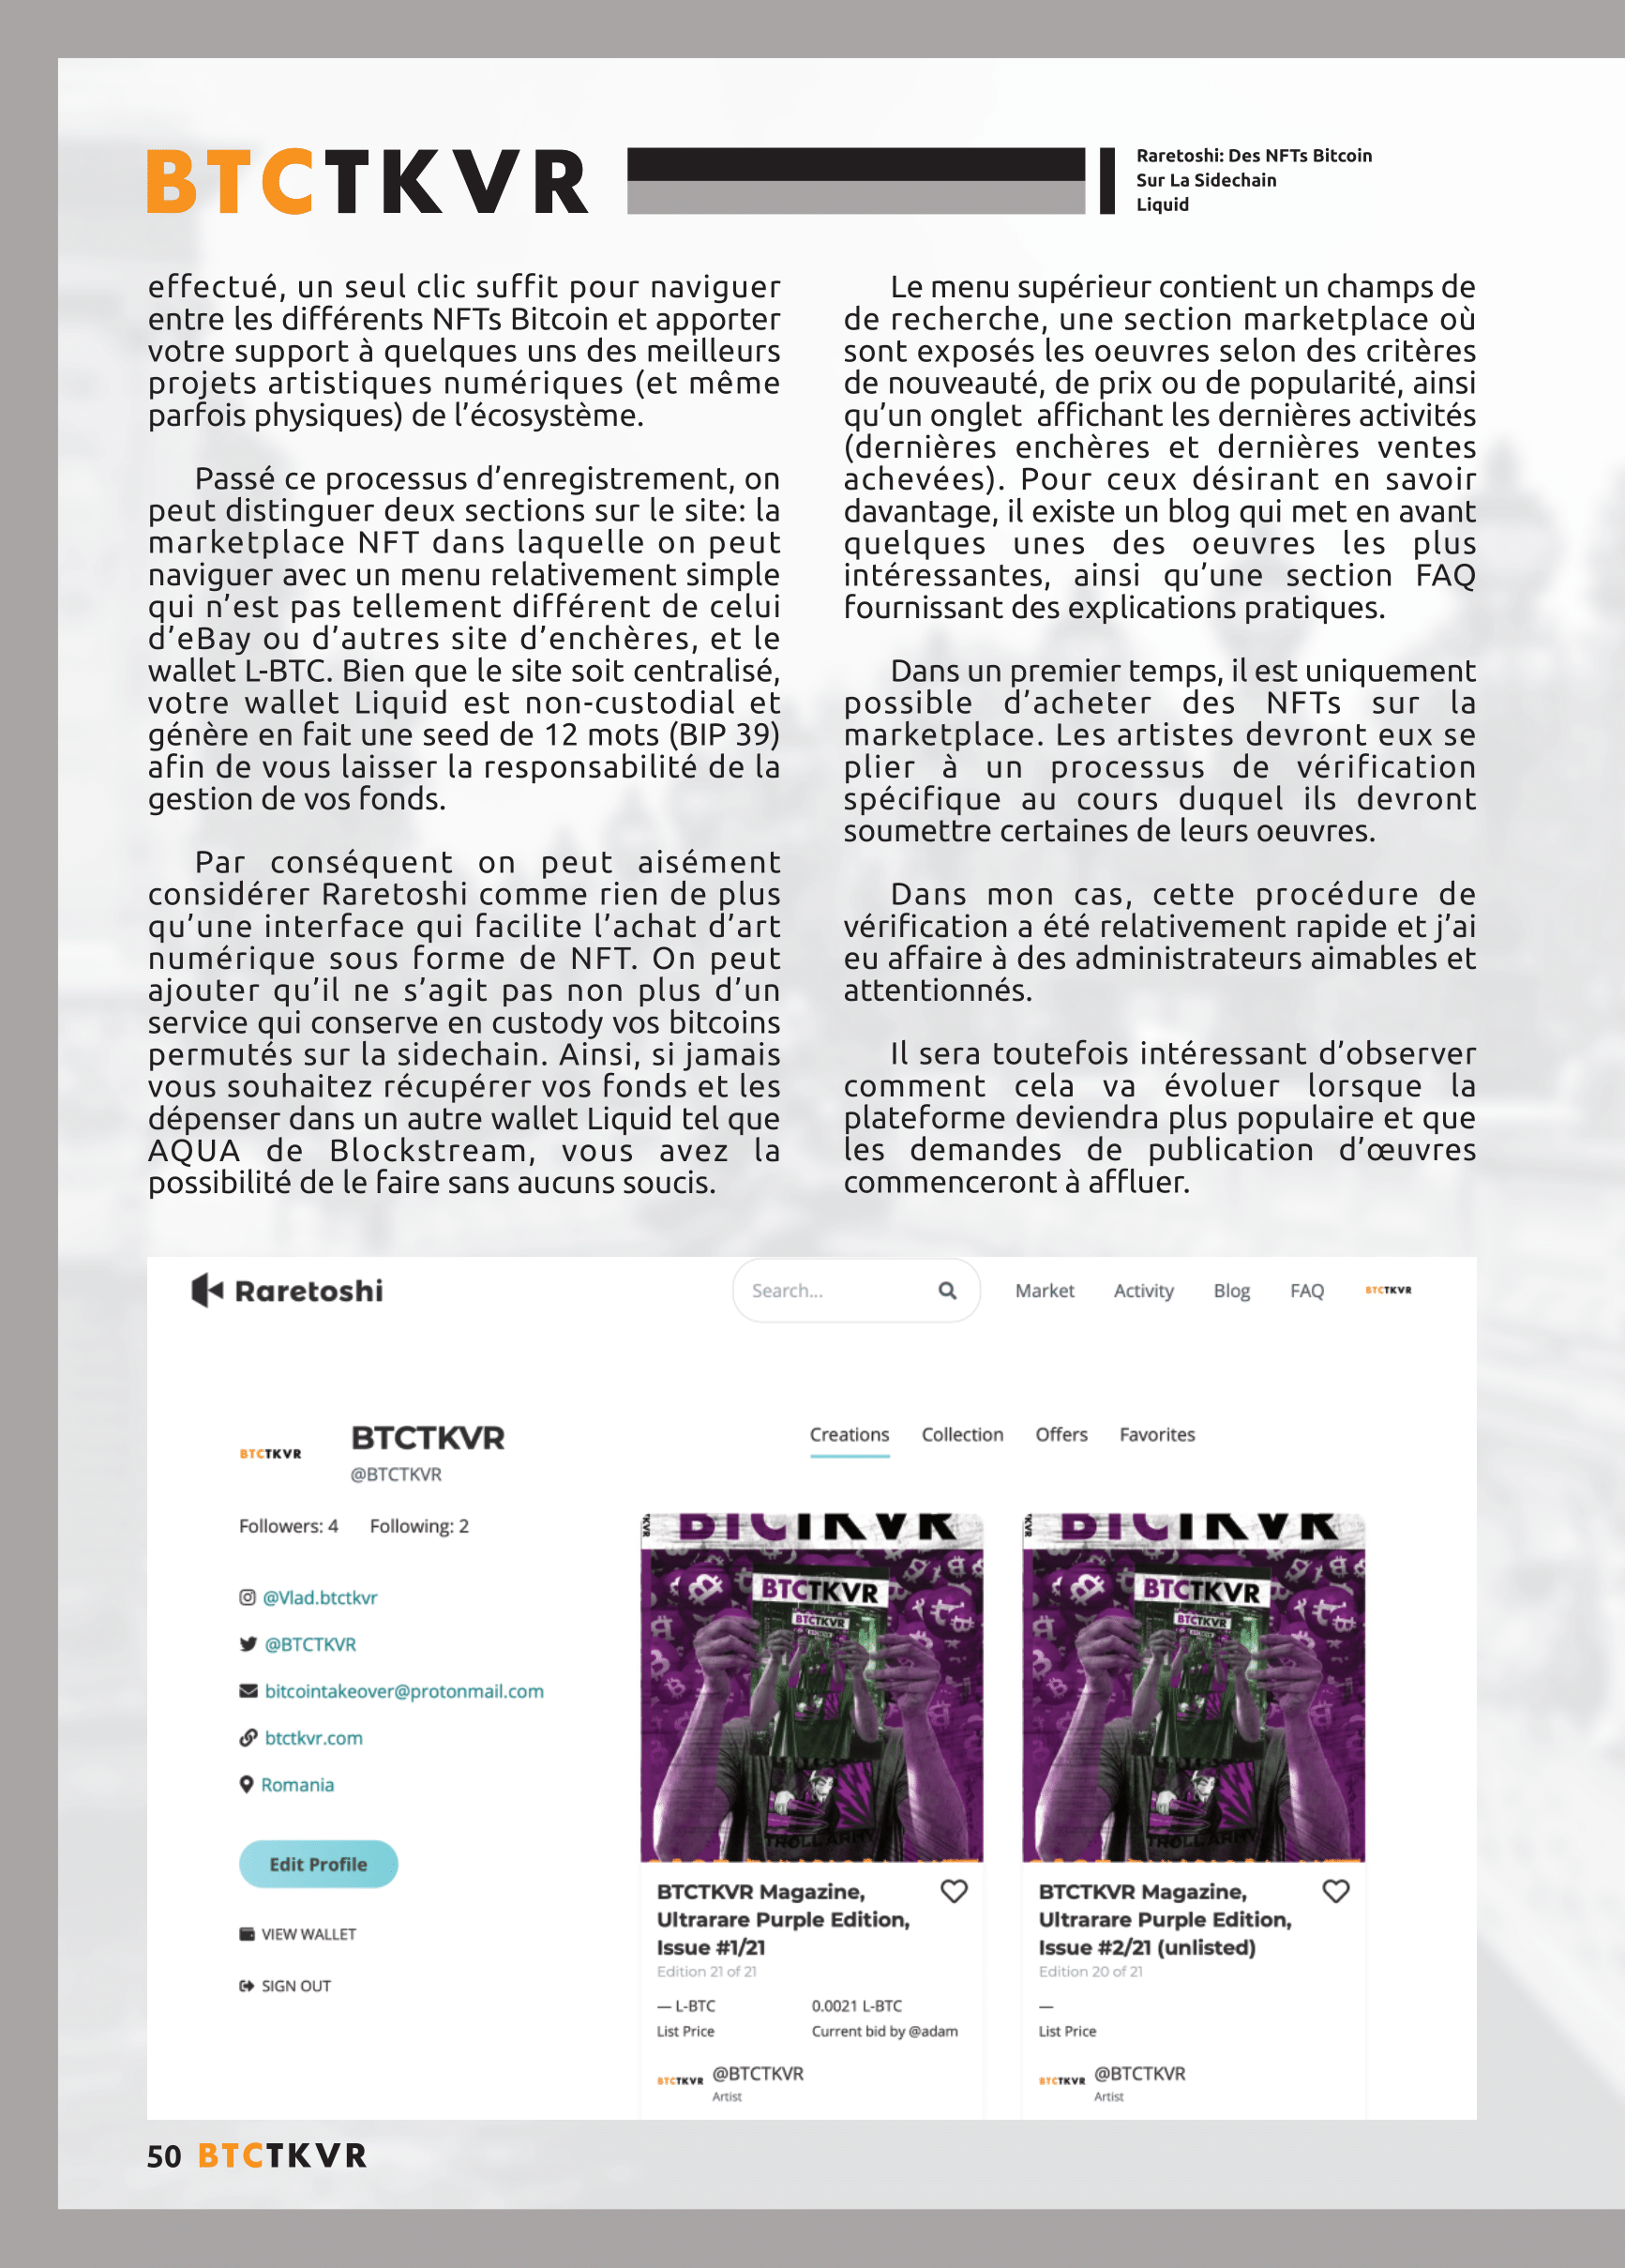 BTCTKVR
Raretoshi: Des NFTs Bitcoin
Sur La Sidechain
Liquid
effectué, un seul clic suffit pour naviguer
entre les différents NFTs Bitcoin et apporter
votre support à quelques uns des meilleurs
projets artistiques numériques (et même
parfois physiques) de l’écosystème.
Passé ce processus d’enregistrement, on
peut distinguer deux sections sur le site: la
marketplace NFT dans laquelle on peut
naviguer avec un menu relativement simple
qui n’est pas tellement différent de celui
d’eBay ou d’autres site d’enchères, et le
wallet L-BTC. Bien que le site soit centralisé,
votre wallet Liquid est non-custodial et
génère en fait une seed de 12 mots (BIP 39)
afin de vous laisser la responsabilité de la
gestion de vos fonds.
Par conséquent on peut aisément
considérer Raretoshi comme rien de plus
qu’une interface qui facilite l’achat d’art
numérique sous forme de NFT. On peut
ajouter qu’il ne s’agit pas non plus d’un
service qui conserve en custody vos bitcoins
permutés sur la sidechain. Ainsi, si jamais
vous souhaitez récupérer vos fonds et les
dépenser dans un autre wallet Liquid tel que
AQUA de Blockstream, vous avez la
possibilité de le faire sans aucuns soucis.
Le menu supérieur contient un champs de
de recherche, une section marketplace où
sont exposés les oeuvres selon des critères
de nouveauté, de prix ou de popularité, ainsi
qu’un onglet affichant les dernières activités
(dernières enchères et dernières ventes
achevées). Pour ceux désirant en savoir
davantage, il existe un blog qui met en avant
quelques unes des oeuvres les plus
intéressantes, ainsi qu’une section FAQ
fournissant des explications pratiques.
Dans un premier temps, il est uniquement
possible d’acheter des NFTs sur la
marketplace. Les artistes devront eux se
plier à un processus de vérification
spécifique au cours duquel ils devront
soumettre certaines de leurs oeuvres.
Dans mon cas, cette procédure de
vérification a été relativement rapide et j’ai
eu affaire à des administrateurs aimables et
attentionnés.
Il sera toutefois intéressant d’observer
comment cela va évoluer lorsque la
plateforme deviendra plus populaire et que
les demandes de publication d’œuvres
commenceront à affluer.
Raretoshi
Search...
Market Activity Blog FAQ BTCTKVR
BTCTKVR
BTCTKVR
@BTCTKVR
Followers: 4 Following: 2
@Vlad.btctkvr
@BTCTKVR
bitcointakeover@protonmail.com
btctkvr.com
Romania
Edit Profile
VIEW WALLET
SIGN OUT
Creations Collection Offers Favorites
KVR
BTCTKVR
BTCTKVR
BTCTKVR
TROLL ARMY
BTCTKVR Magazine,
Ultrarare Purple Edition,
Issue #1/21
Edition 21 of 21
— L-BTC 0.0021 L-BTC
List Price Current bid by @adam
BTCTKVR @BTCTKVR
Artist
KVR
BTCTKVR
BTCTKVR
BTCTKVR
TROLL ARMY
BTCTKVR Magazine,
Ultrarare Purple Edition,
Issue #2/21 (unlisted)
Edition 20 of 21
—
List Price
BTCTKVR @BTCTKVR
Artist
50 BTCTKVR